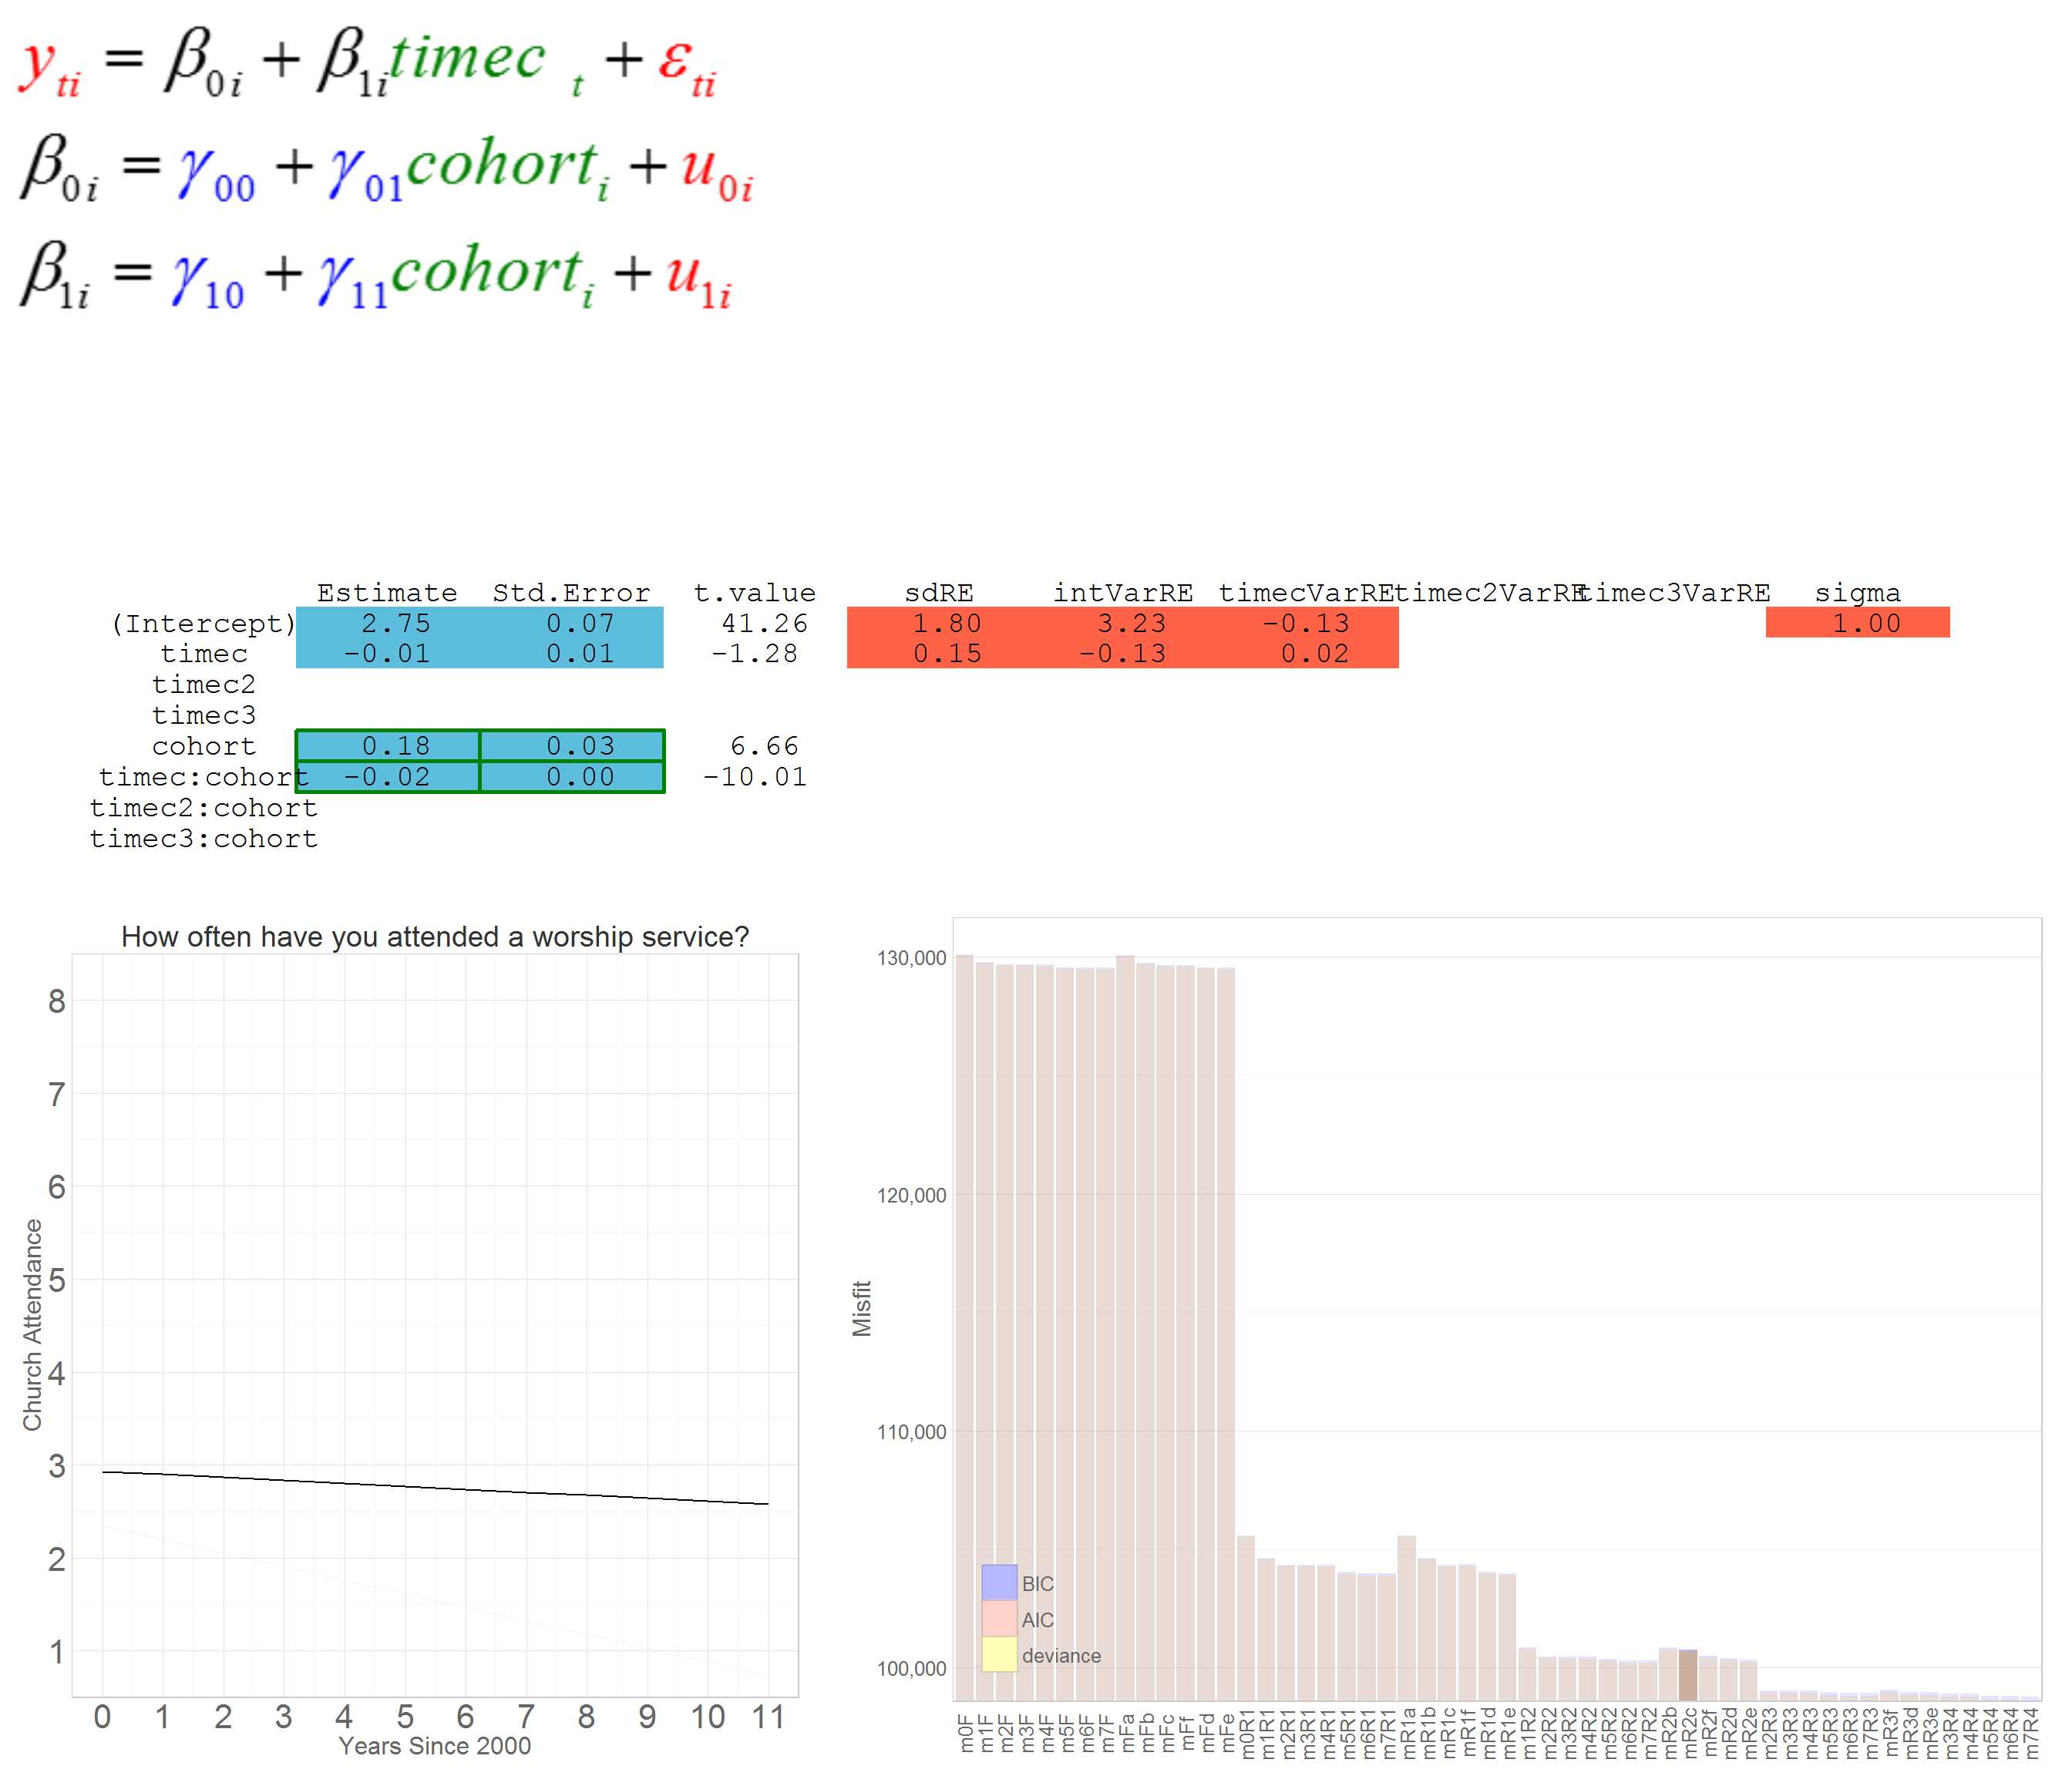 y_ti = β_0i + β_1i timec_t + ε_ti
β_0i = γ_00 + γ_01 cohort_i + u_0i
β_1i = γ_10 + γ_11 cohort_i + u_1i
Estimate Std.Error t.value sdRE intVarRE timecVarRE timec2VarRE timec3VarRE sigma
(Intercept) 2.75 0.07 41.26 1.80 3.23 -0.13 1.00
timec -0.01 0.01 -1.28 0.15 -0.13 0.02
timec2
timec3
cohort 0.18 0.03 6.66
timec:cohort -0.02 0.00 -10.01
timec2:cohort
timec3:cohort
How often have you attended a worship service?
Church Attendance
8
7
6
5
4
3
2
1
0 1 2 3 4 5 6 7 8 9 10 11
Years Since 2000
Misfit
130,000
120,000
110,000
100,000
BIC
AIC
deviance
m0F m1F m2F m3F m4F m5F m6F m7F mFa mFb mFc mFf mFd mFe m0R1 m1R1 m2R1 m3R1 m4R1 m5R1 m6R1 m7R1 mR1a mR1b mR1c mR1f mR1d mR1e m1R2 m2R2 m3R2 m4R2 m5R2 m6R2 m7R2 mR2b mR2c mR2f mR2d mR2e m2R3 m3R3 m4R3 m5R3 m6R3 m7R3 mR3f mR3d mR3e m3R4 m4R4 m5R4 m6R4 m7R4